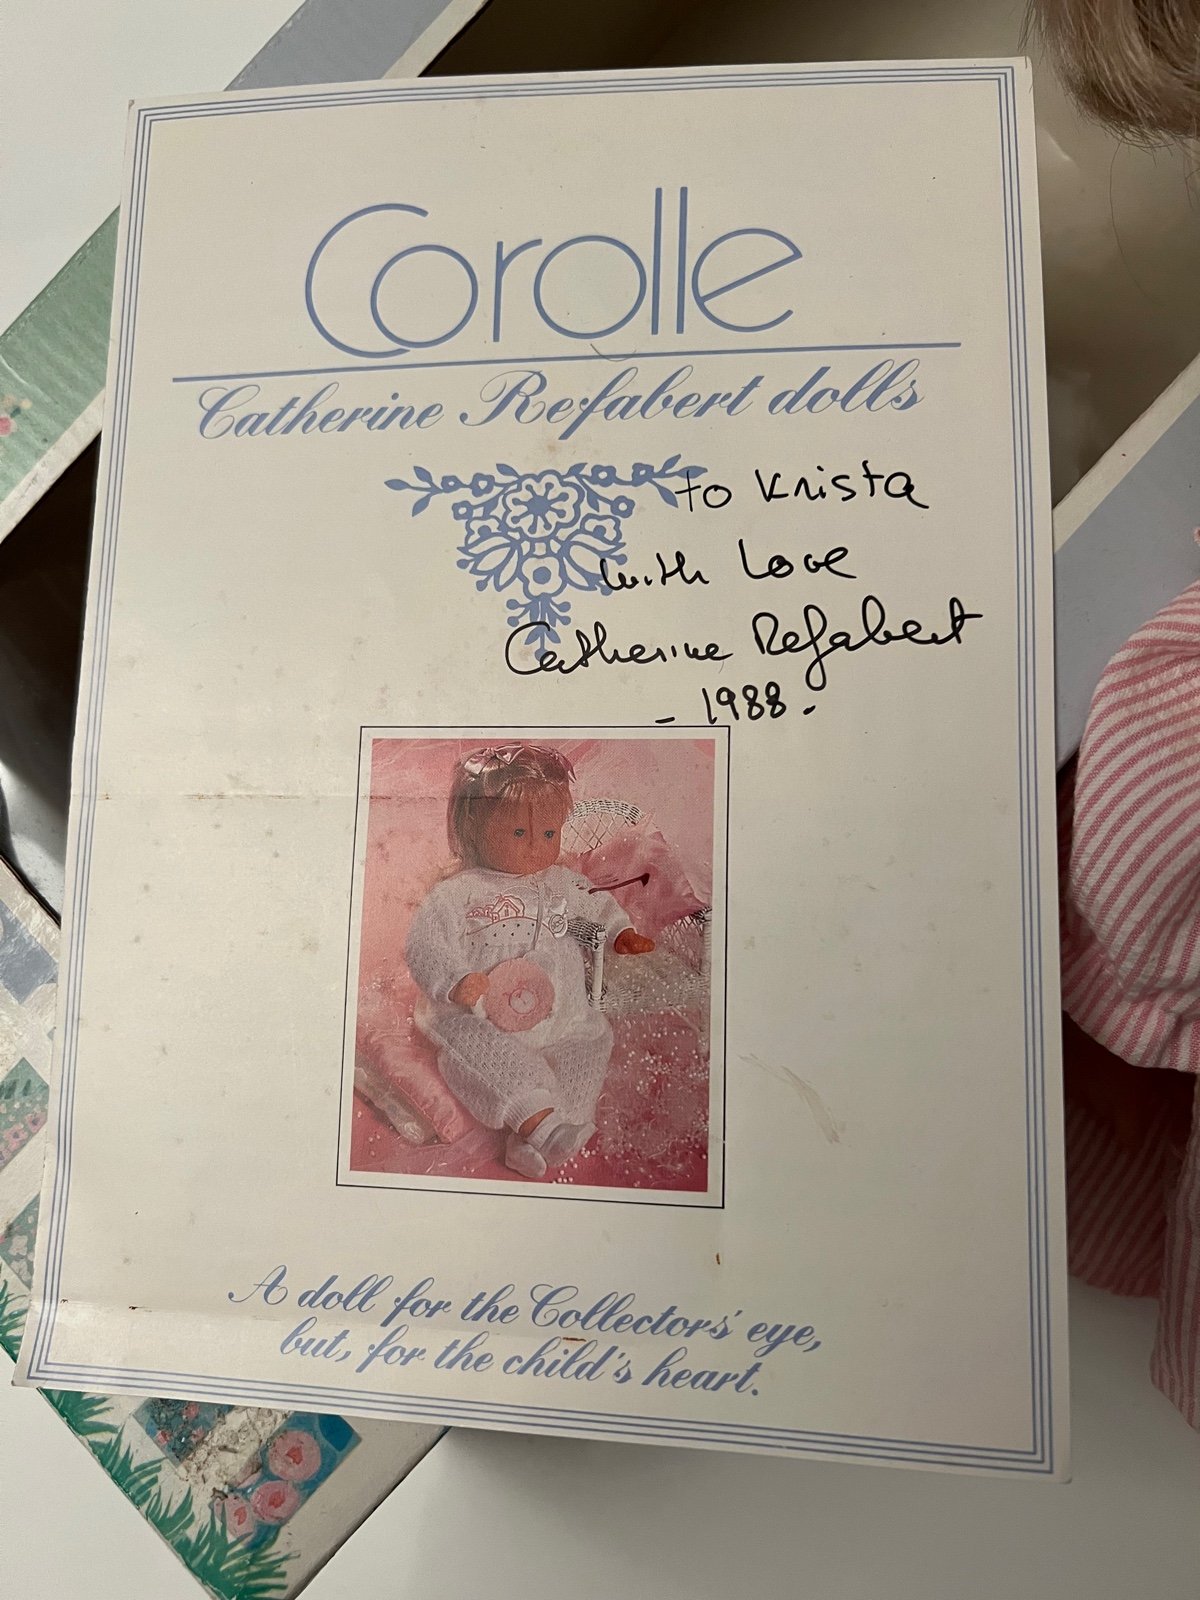 Corolle
Catherine Refabert dolls
to Krista
with Love
Catherine Refabert
- 1988 -
A doll for the Collectors' eye,
but, for the child's heart.